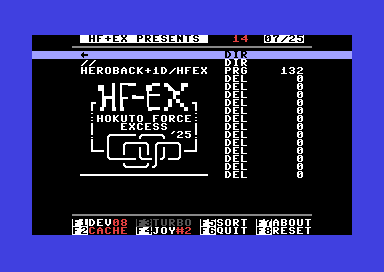 HF+EX PRESENTS 14 07/25
← DIR
// DIR
HEROBACK+1D/HFEX PRG 132
DEL 0
HF-EX DEL 0
DEL 0
DEL 0
DEL 0
HOKUTO FORCE DEL 0
EXCESS DEL 0
'25 DEL 0
DEL 0
DEL 0
DEL 0
DEL 0
DEL 0
F1DEV08 F3TURBO F5SORT F7ABOUT
F2CACHE F4JOY#2 F6QUIT F8RESET